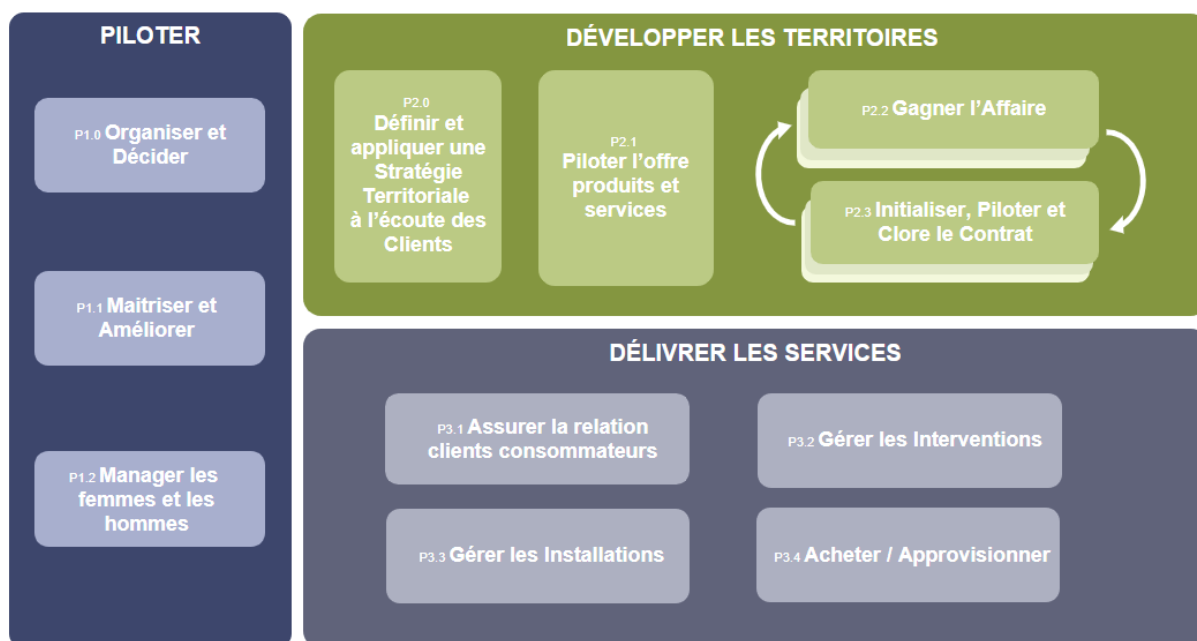 PILOTER
P1.0 Organiser et
Décider
P1.1 Maitriser et
Améliorer
P1.2 Manager les
femmes et les
hommes
DÉVELOPPER LES TERRITOIRES
P2.0
Définir et
appliquer une
Stratégie
Territoriale
à l’écoute des
Clients
P2.1
Piloter l’offre
produits et
services
P2.2 Gagner l’Affaire
P2.3 Initialiser, Piloter et
Clore le Contrat
DÉLIVRER LES SERVICES
P3.1 Assurer la relation
clients consommateurs
P3.2 Gérer les Interventions
P3.3 Gérer les Installations
P3.4 Acheter / Approvisionner